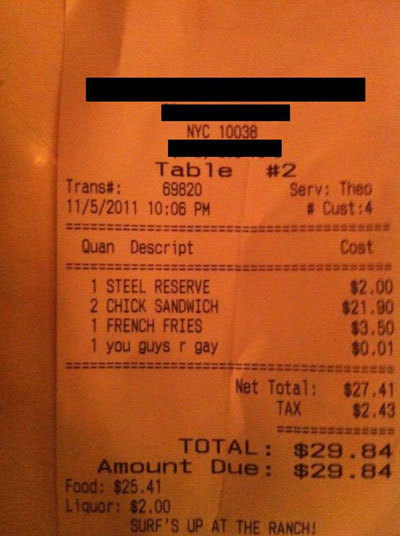 NYC 10038
Table #2
Trans#: 69820 Serv: Theo
11/5/2011 10:06 PM # Cust:4
Quan Descript Cost
1 STEEL RESERVE $2.00
2 CHICK SANDWICH $21.90
1 FRENCH FRIES $3.50
1 you guys r gay $0.01
Net Total: $27.41
TAX $2.43
TOTAL: $29.84
Amount Due: $29.84
Food: $25.41
Liquor: $2.00
SURF'S UP AT THE RANCH!